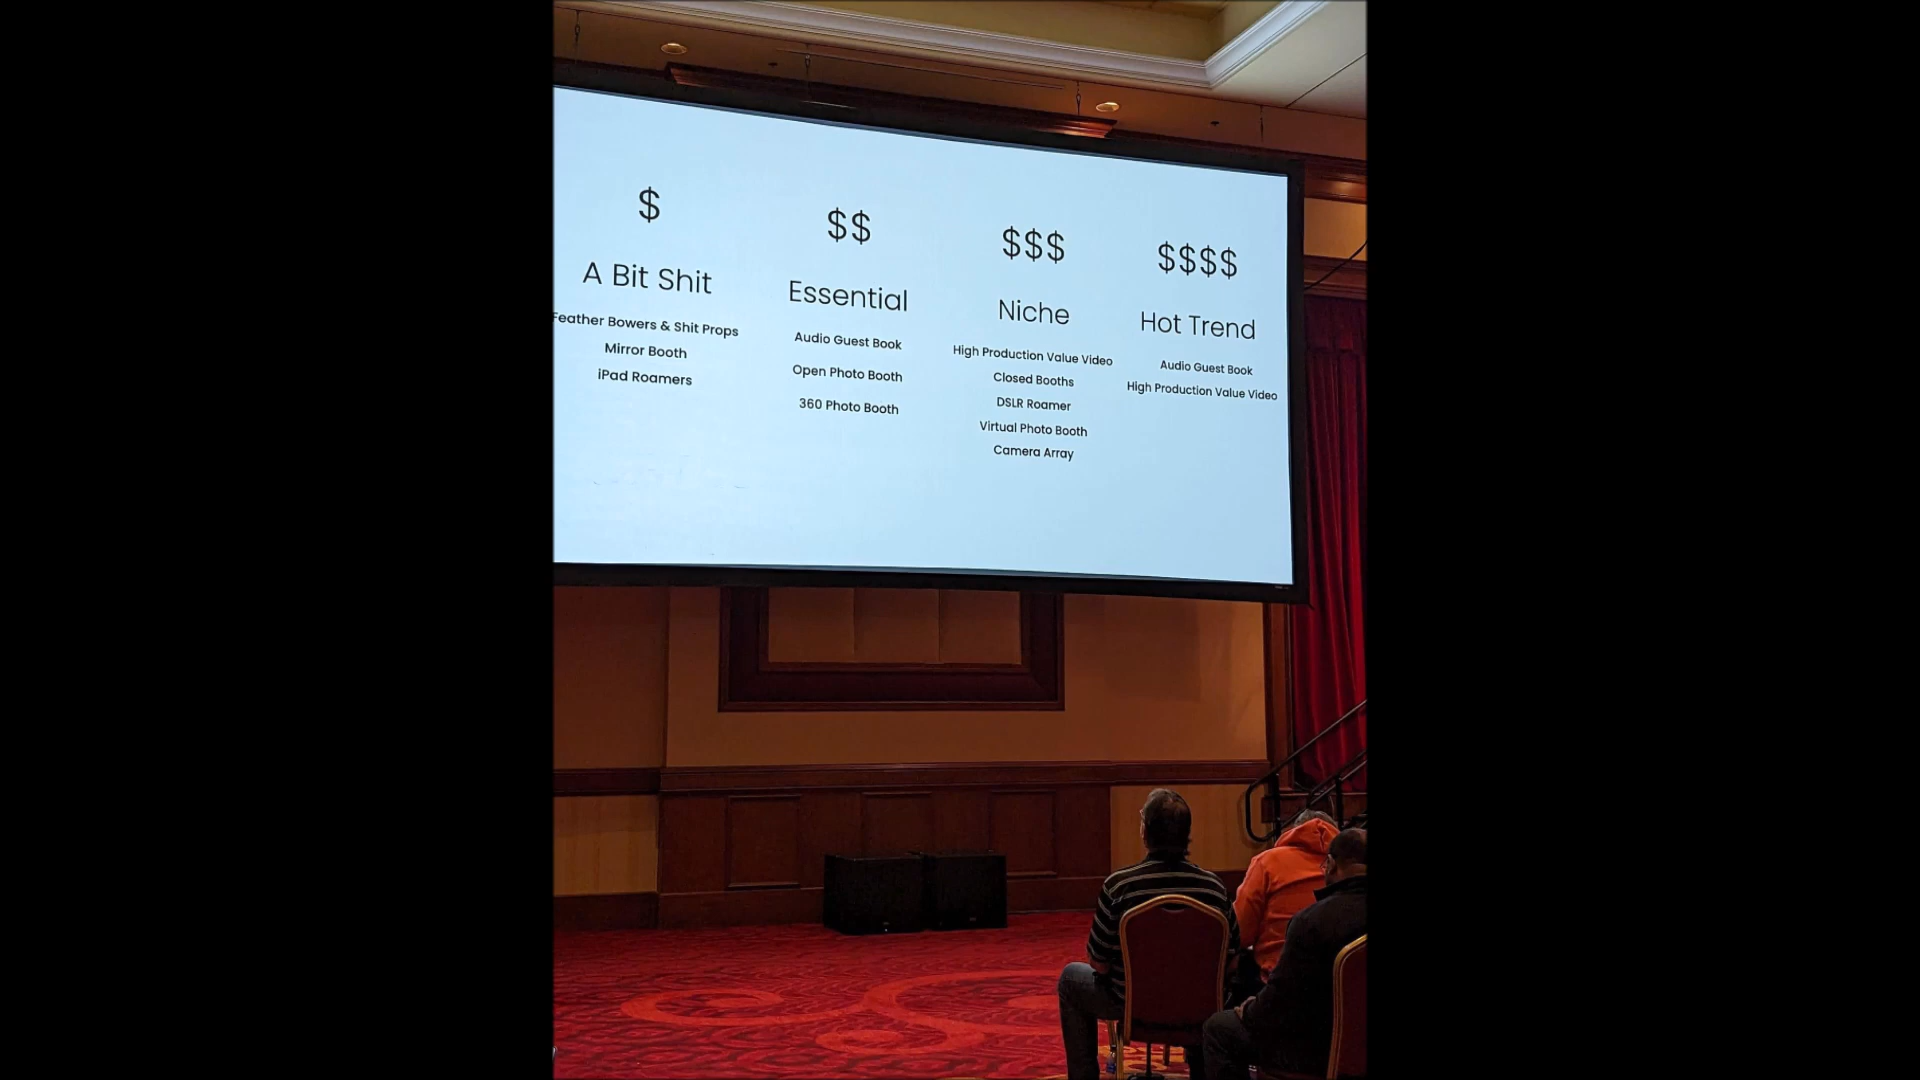 $
A Bit Shit
Feather Bowers & Shit Props
Mirror Booth
iPad Roamers
$$
Essential
Audio Guest Book
Open Photo Booth
360 Photo Booth
$$$
Niche
High Production Value Video
Closed Booths
DSLR Roamer
Virtual Photo Booth
Camera Array
$$$$
Hot Trend
Audio Guest Book
High Production Value Video